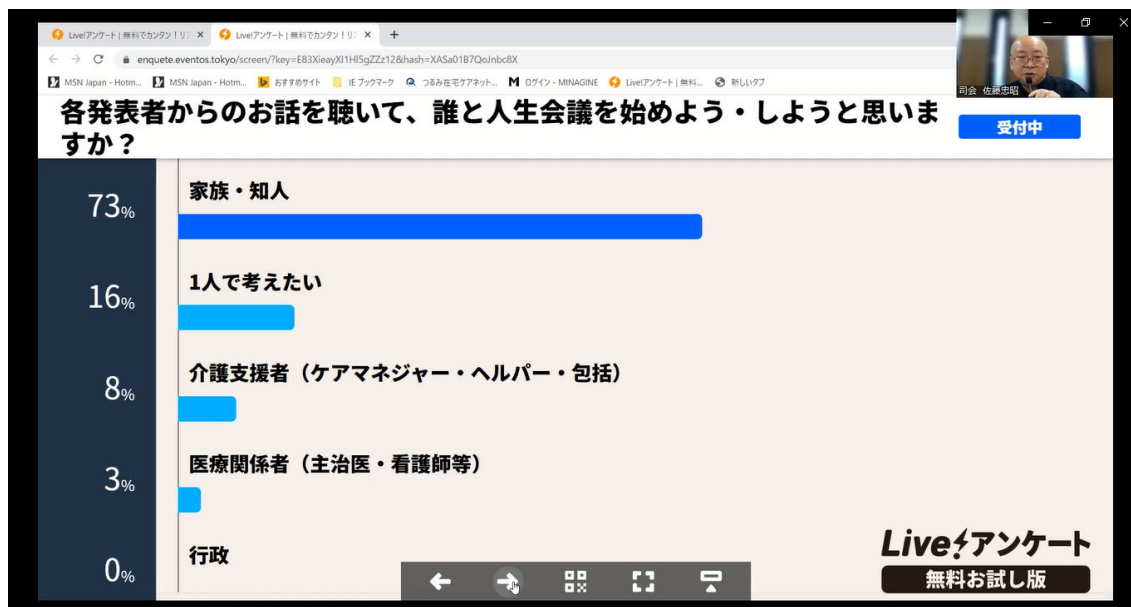 Live!アンケート | 無料でカンタン！リア
Live!アンケート | 無料でカンタン！リア
enquete.eventos.tokyo/screen/?key=E83XieayXI1HI5gZZz12&hash=XASa01B7QoJnbc8X
MSN Japan - Hotm... MSN Japan - Hotm... おすすめサイト IE ブックマーク つるみ在宅ケアネット... ログイン - MINAGINE Live!アンケート | 無料... 新しいタブ
司会 佐藤忠昭
各発表者からのお話を聴いて、誰と人生会議を始めよう・しようと思いま
すか？
受付中
73%
家族・知人
16%
1人で考えたい
8%
介護支援者（ケアマネジャー・ヘルパー・包括）
3%
医療関係者（主治医・看護師等）
0%
行政
Live!アンケート
無料お試し版